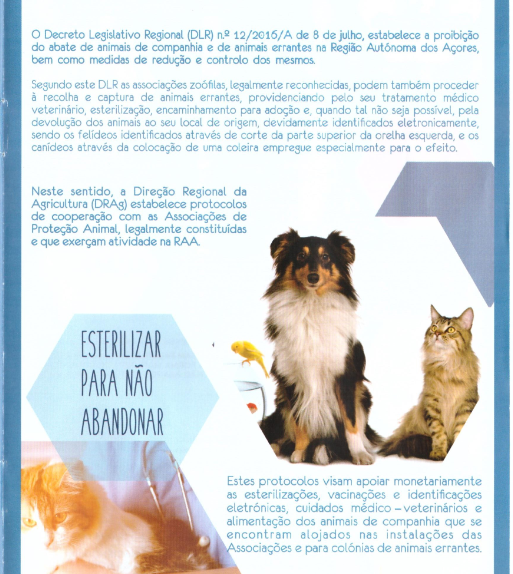 O Decreto Legislativo Regional (DLR) n.º 12/2016/A de 8 de julho, estabelece a proibição
do abate de animais de companhia e de animais errantes na Região Autónoma dos Açores,
bem como medidas de redução e controlo dos mesmos.
Segundo este DLR as associações zoófilas, legalmente reconhecidas, podem também proceder
à recolha e captura de animais errantes, providenciando pelo seu tratamento médico
veterinário, esterilização, encaminhamento para adoção e, quando tal não seja possível, pela
devolução dos animais ao seu local de origem, devidamente identificados eletronicamente,
sendo os felídeos identificados através de corte da parte superior da orelha esquerda, e os
canídeos através da colocação de uma coleira empregue especialmente para o efeito.
Neste sentido, a Direção Regional da
Agricultura (DRAg) estabelece protocolos
de cooperação com as Associações de
Proteção Animal, legalmente constituídas
e que exerçam atividade na RAA.
ESTERILIZAR
PARA NÃO
ABANDONAR
Estes protocolos visam apoiar monetariamente
as esterilizações, vacinações e identificações
eletrónicas, cuidados médico – veterinários e
alimentação dos animais de companhia que se
encontram alojados nas instalações das
Associações e para colónias de animais errantes.